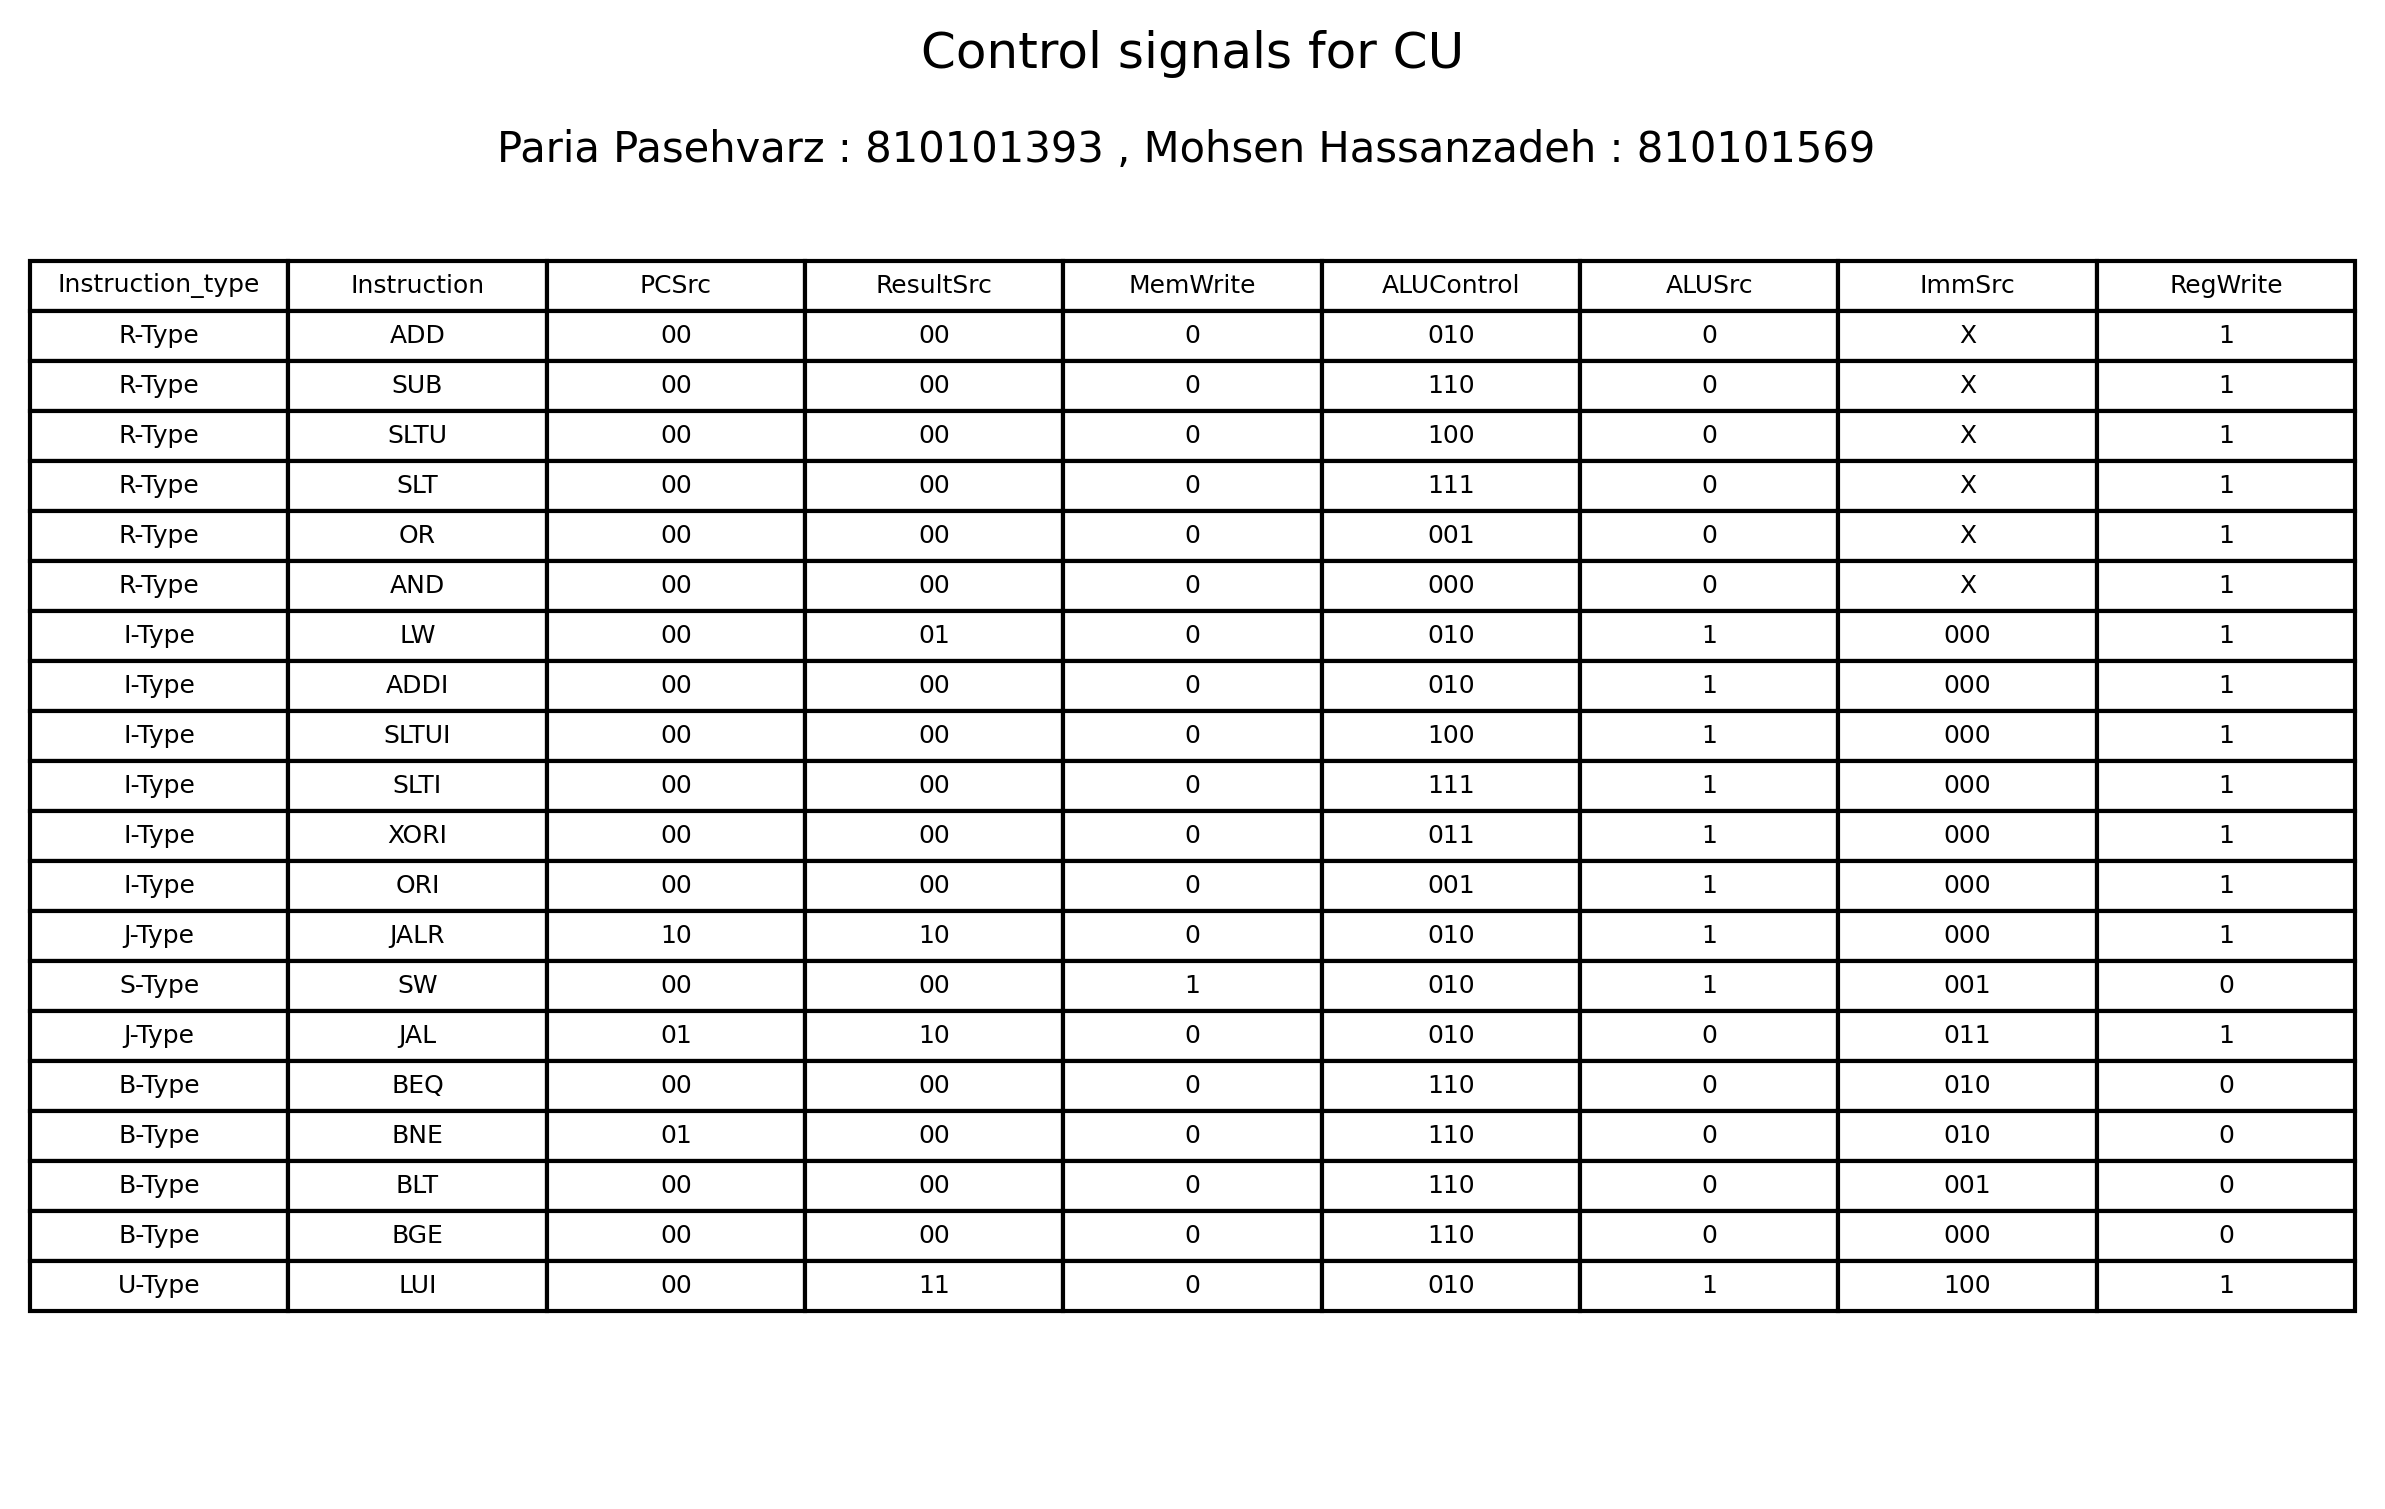 Control signals for CU
Paria Pasehvarz : 810101393 , Mohsen Hassanzadeh : 810101569
Instruction_type Instruction PCSrc ResultSrc MemWrite ALUControl ALUSrc ImmSrc RegWrite
R-Type ADD 00 00 0 010 0 X 1
R-Type SUB 00 00 0 110 0 X 1
R-Type SLTU 00 00 0 100 0 X 1
R-Type SLT 00 00 0 111 0 X 1
R-Type OR 00 00 0 001 0 X 1
R-Type AND 00 00 0 000 0 X 1
I-Type LW 00 01 0 010 1 000 1
I-Type ADDI 00 00 0 010 1 000 1
I-Type SLTUI 00 00 0 100 1 000 1
I-Type SLTI 00 00 0 111 1 000 1
I-Type XORI 00 00 0 011 1 000 1
I-Type ORI 00 00 0 001 1 000 1
J-Type JALR 10 10 0 010 1 000 1
S-Type SW 00 00 1 010 1 001 0
J-Type JAL 01 10 0 010 0 011 1
B-Type BEQ 00 00 0 110 0 010 0
B-Type BNE 01 00 0 110 0 010 0
B-Type BLT 00 00 0 110 0 001 0
B-Type BGE 00 00 0 110 0 000 0
U-Type LUI 00 11 0 010 1 100 1